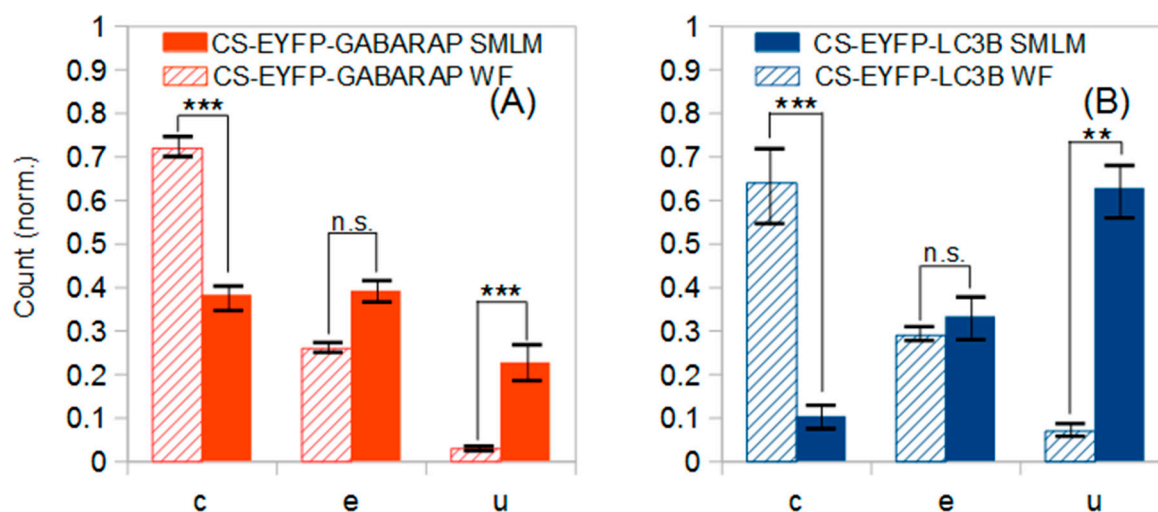 Count (norm.)
1
0.9
0.8
0.7
0.6
0.5
0.4
0.3
0.2
0.1
0
CS-EYFP-GABARAP SMLM
CS-EYFP-GABARAP WF
(A)
***
n.s.
***
c e u
1
0.9
0.8
0.7
0.6
0.5
0.4
0.3
0.2
0.1
0
CS-EYFP-LC3B SMLM
CS-EYFP-LC3B WF
(B)
***
**
n.s.
c e u